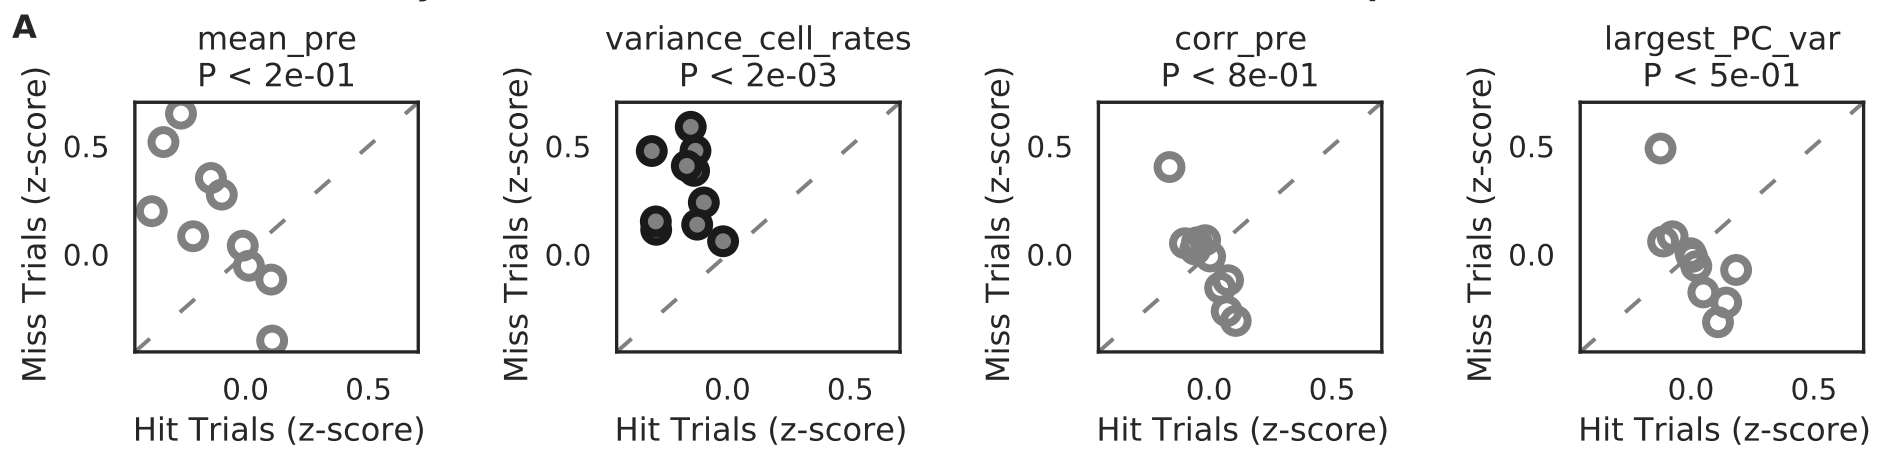 A
mean_pre
P < 2e-01
Miss Trials (z-score)
0.5
0.0
0.0 0.5
Hit Trials (z-score)
variance_cell_rates
P < 2e-03
Miss Trials (z-score)
0.5
0.0
0.0 0.5
Hit Trials (z-score)
corr_pre
P < 8e-01
Miss Trials (z-score)
0.5
0.0
0.0 0.5
Hit Trials (z-score)
largest_PC_var
P < 5e-01
Miss Trials (z-score)
0.5
0.0
0.0 0.5
Hit Trials (z-score)